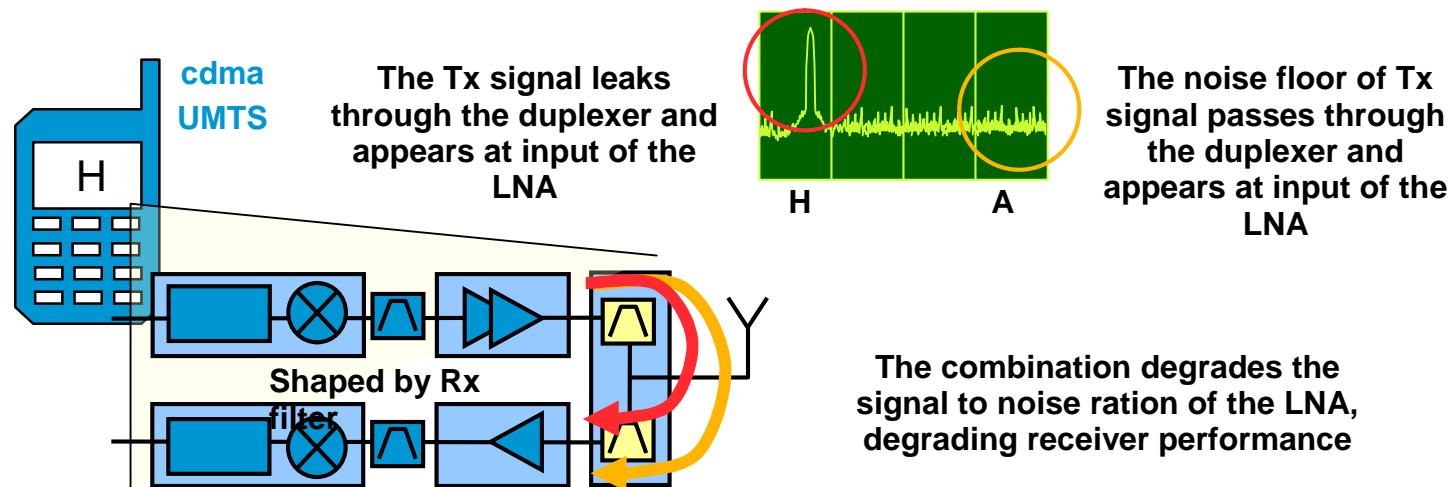 cdma
UMTS
H
The Tx signal leaks
through the duplexer and
appears at input of the
LNA
H
A
The noise floor of Tx
signal passes through
the duplexer and
appears at input of the
LNA
Shaped by Rx
filter
The combination degrades the
signal to noise ration of the LNA,
degrading receiver performance